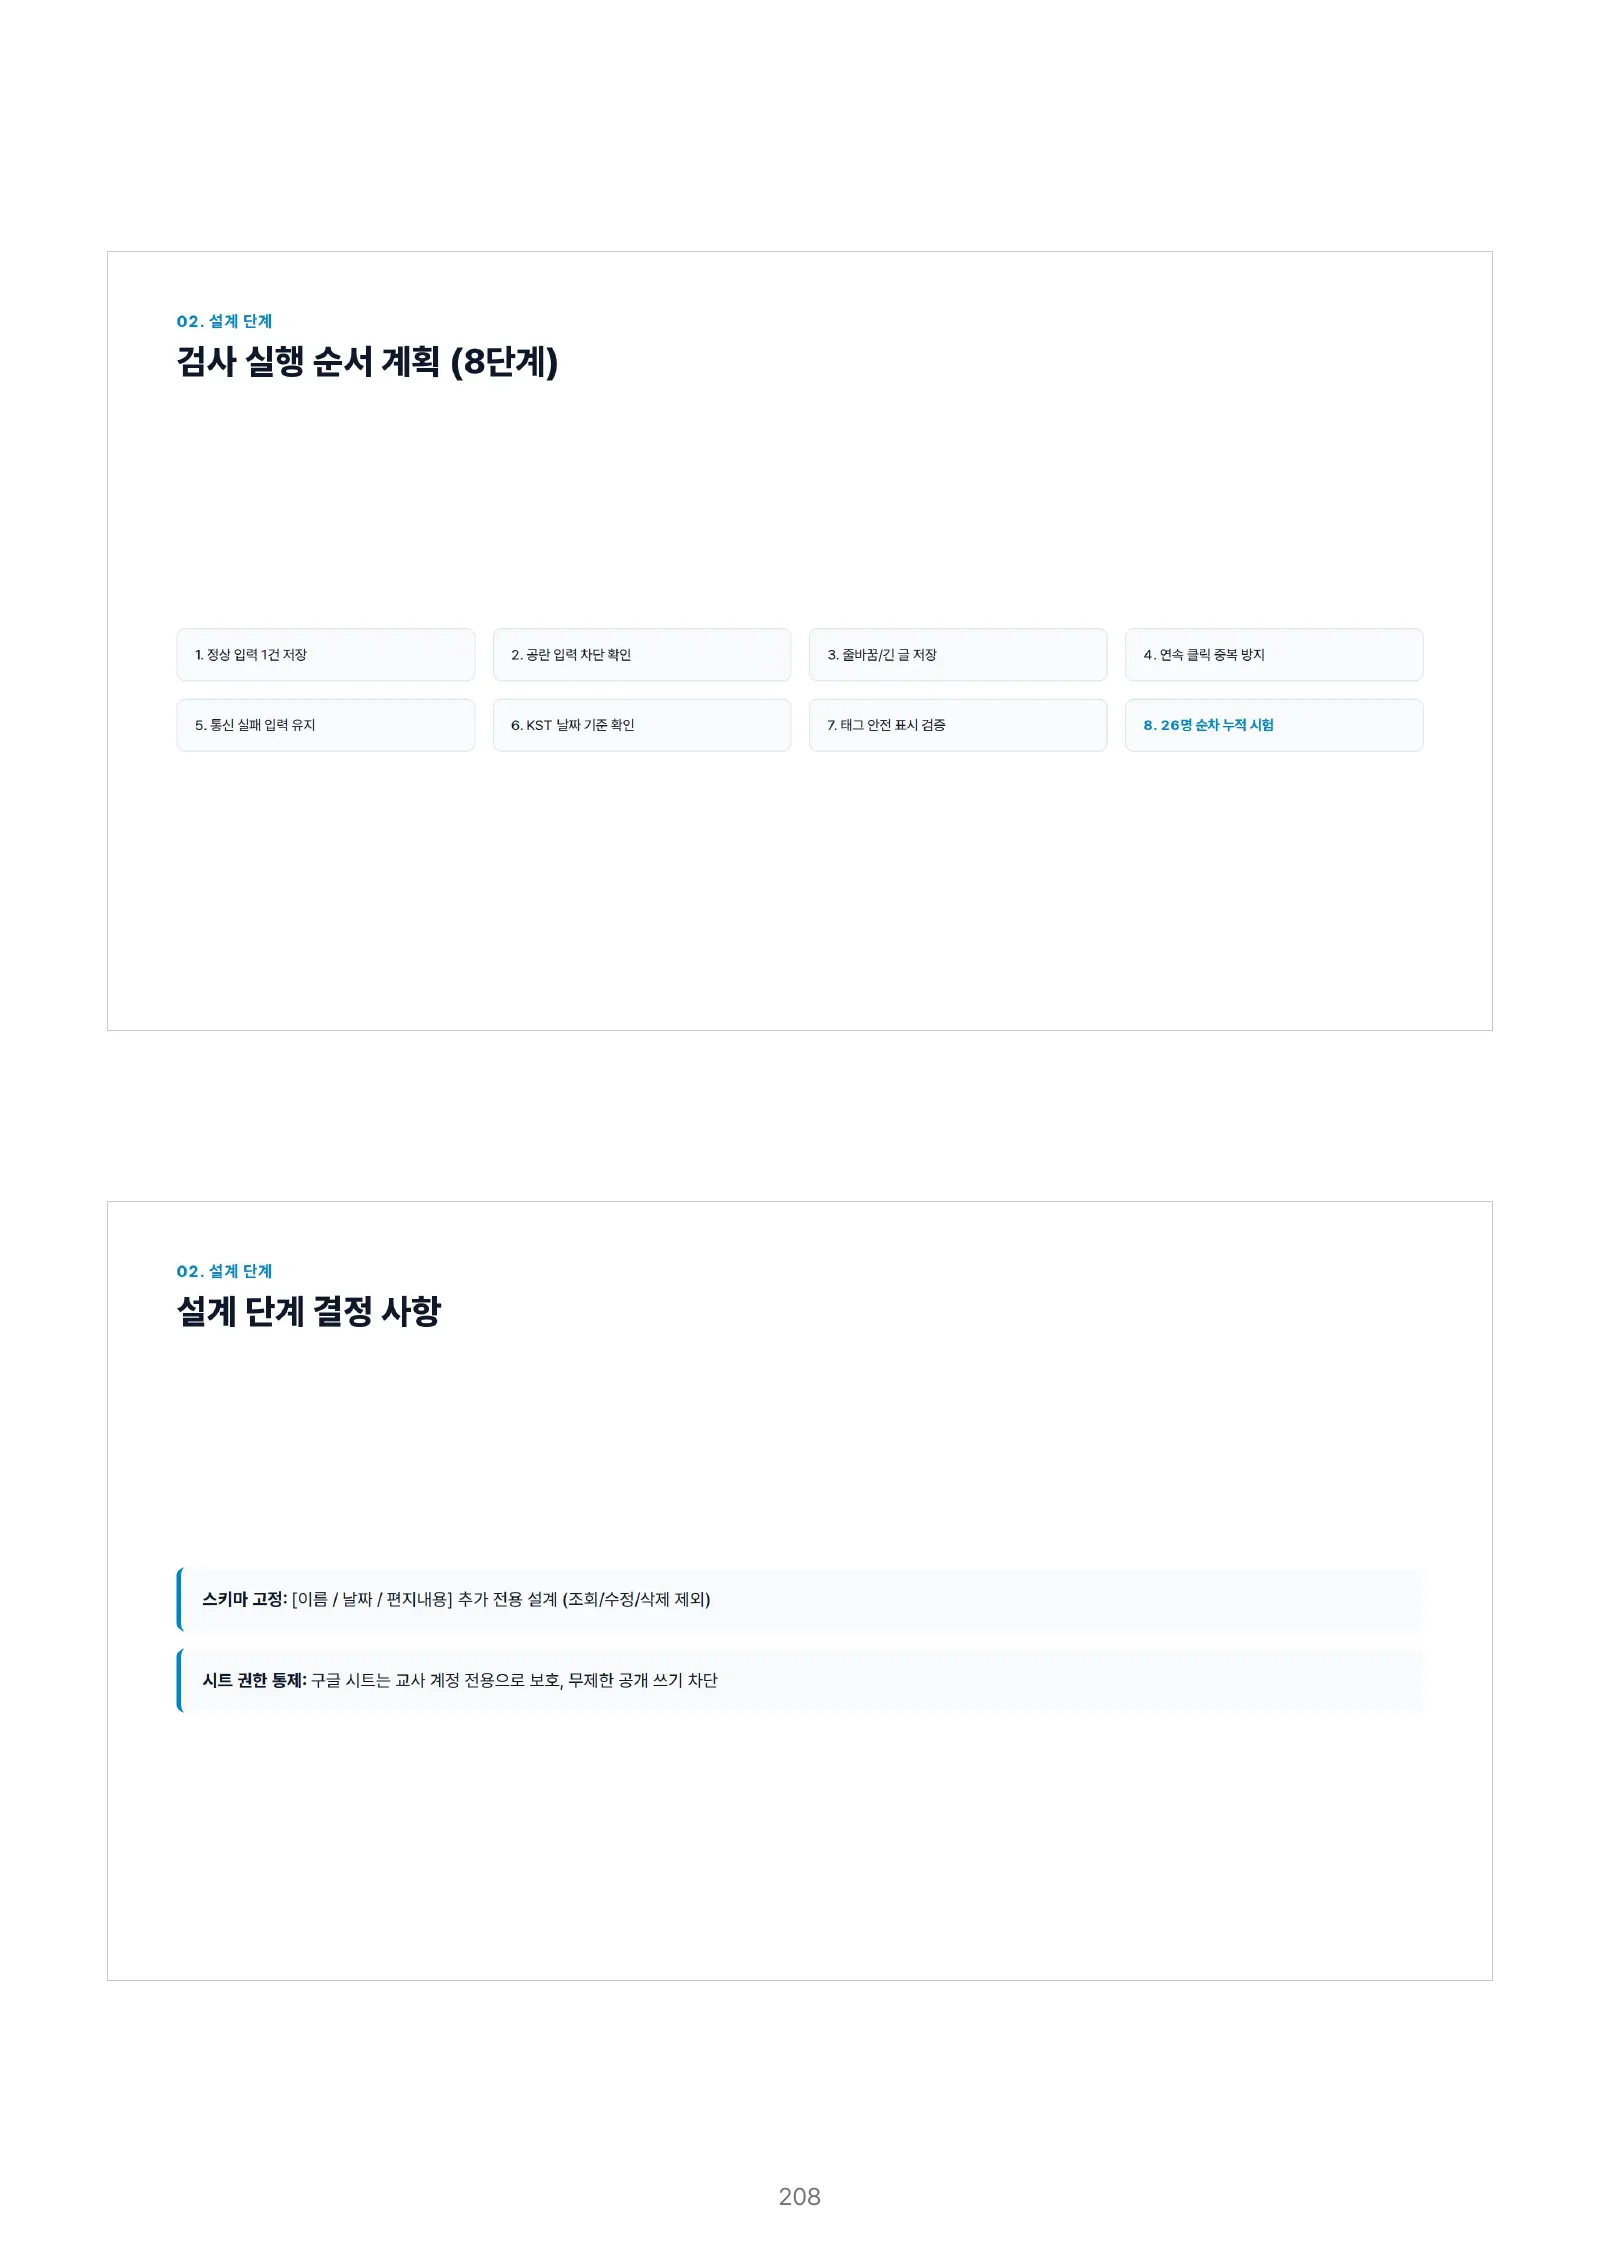 02. 설계 단계
검사 실행 순서 계획 (8단계)
1. 정상 입력 1건 저장
2. 공란 입력 차단 확인
3. 줄바꿈/긴 글 저장
4. 연속 클릭 중복 방지
5. 통신 실패 입력 유지
6. KST 날짜 기준 확인
7. 태그 안전 표시 검증
8. 26명 순차 누적 시험
02. 설계 단계
설계 단계 결정 사항
스키마 고정: [이름 / 날짜 / 편지내용] 추가 전용 설계 (조회/수정/삭제 제외)
시트 권한 통제: 구글 시트는 교사 계정 전용으로 보호, 무제한 공개 쓰기 차단
208